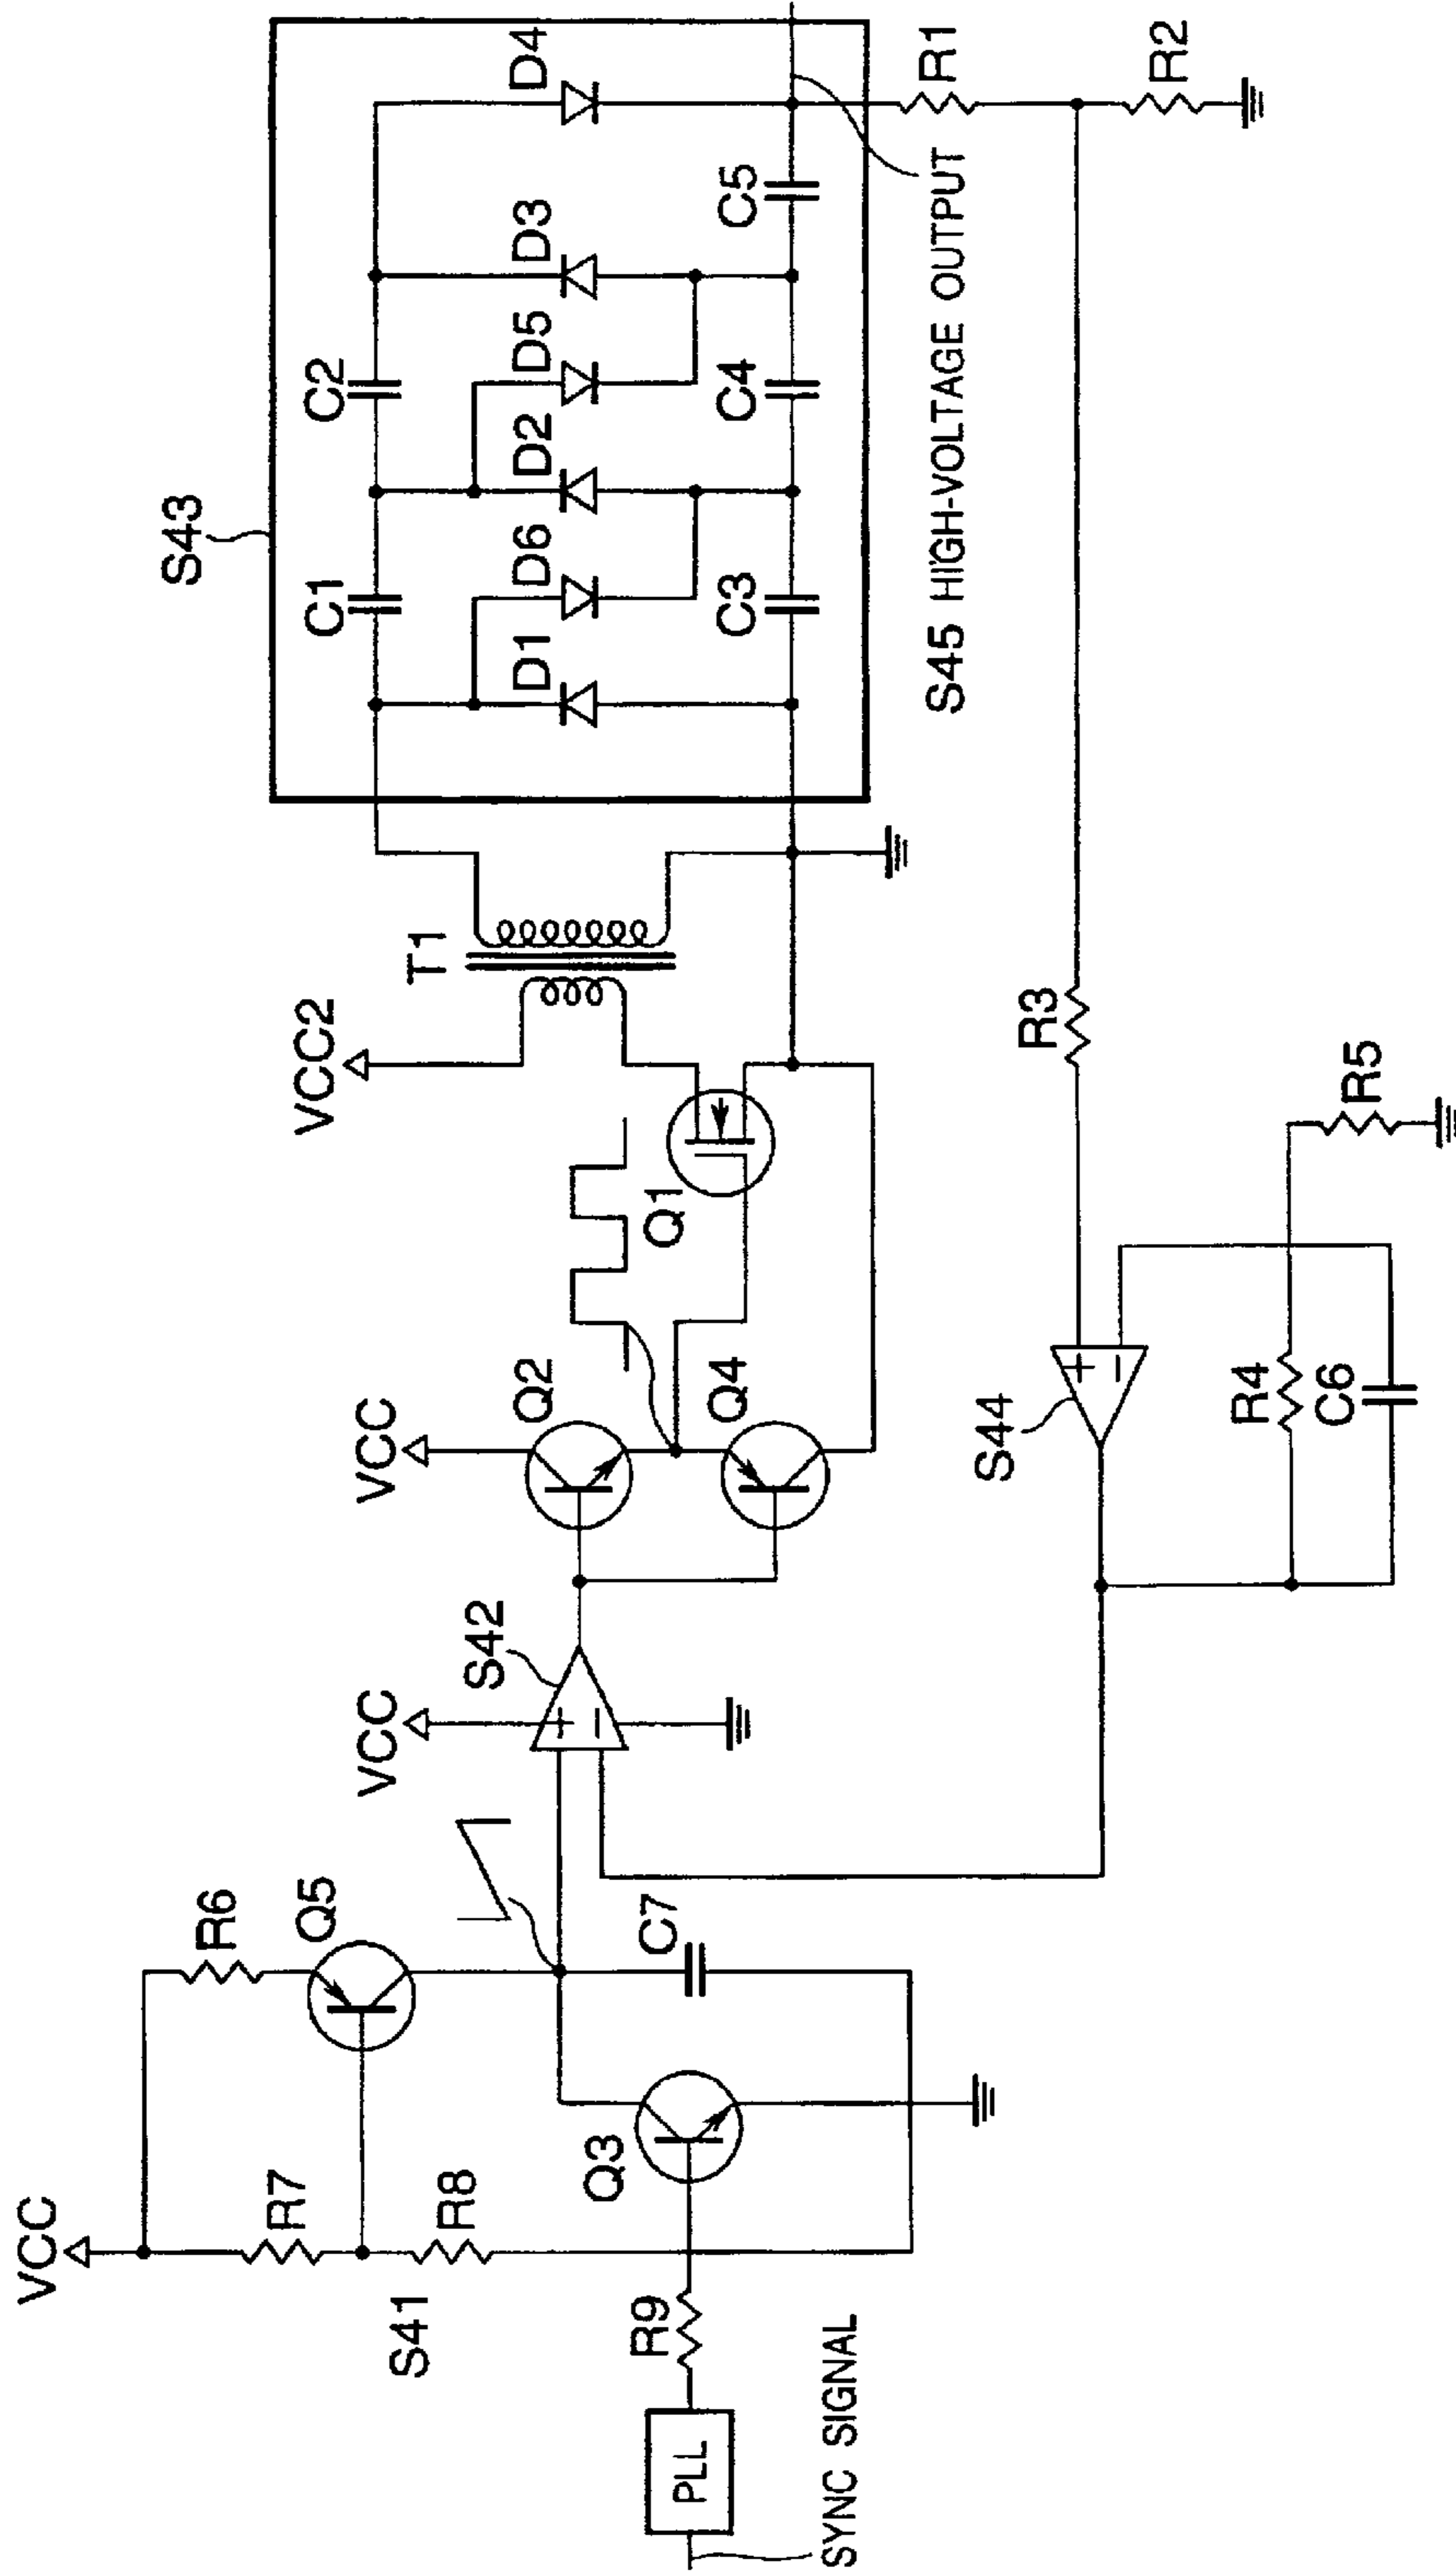 S43
C1
C2
D1
D6
D2
D5
D3
D4
C3
C4
C5
S45 HIGH-VOLTAGE OUTPUT
R1
R2
T1
VCC2
Q1
VCC
Q2
Q4
VCC
S42
R3
S44
+
−
R4
C6
R5
+
−
VCC
R6
Q5
R7
R8
S41
C7
Q3
R9
PLL
SYNC SIGNAL